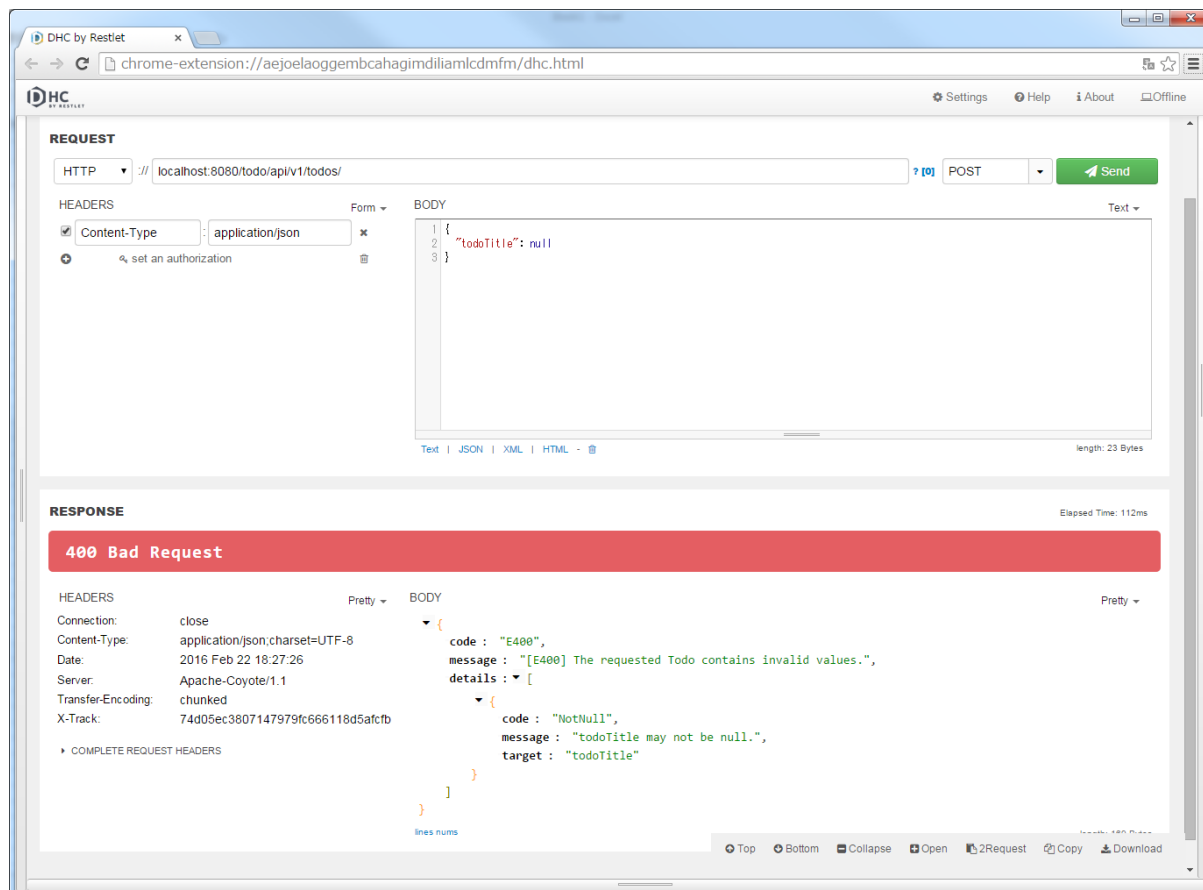 DHC by Restlet
chrome-extension://aejoelaoggembcahagimdiliamlcdmfm/dhc.html
DHC
BY RESTLET
Settings Help About Offline
REQUEST
HTTP :// localhost:8080/todo/api/v1/todos/ ? [0] POST Send
HEADERS Form
Content-Type : application/json
set an authorization
BODY Text
1 {
2 "todoTitle": null
3 }
Text | JSON | XML | HTML -
length: 23 Bytes
RESPONSE
Elapsed Time: 112ms
400 Bad Request
HEADERS Pretty
Connection: close
Content-Type: application/json;charset=UTF-8
Date: 2016 Feb 22 18:27:26
Server: Apache-Coyote/1.1
Transfer-Encoding: chunked
X-Track: 74d05ec3807147979fc666118d5afcfb
COMPLETE REQUEST HEADERS
BODY Pretty
{
code : "E400",
message : "[E400] The requested Todo contains invalid values.",
details : [
{
code : "NotNull",
message : "todoTitle may not be null.",
target : "todoTitle"
}
]
}
lines nums
Top Bottom Collapse Open 2Request Copy Download